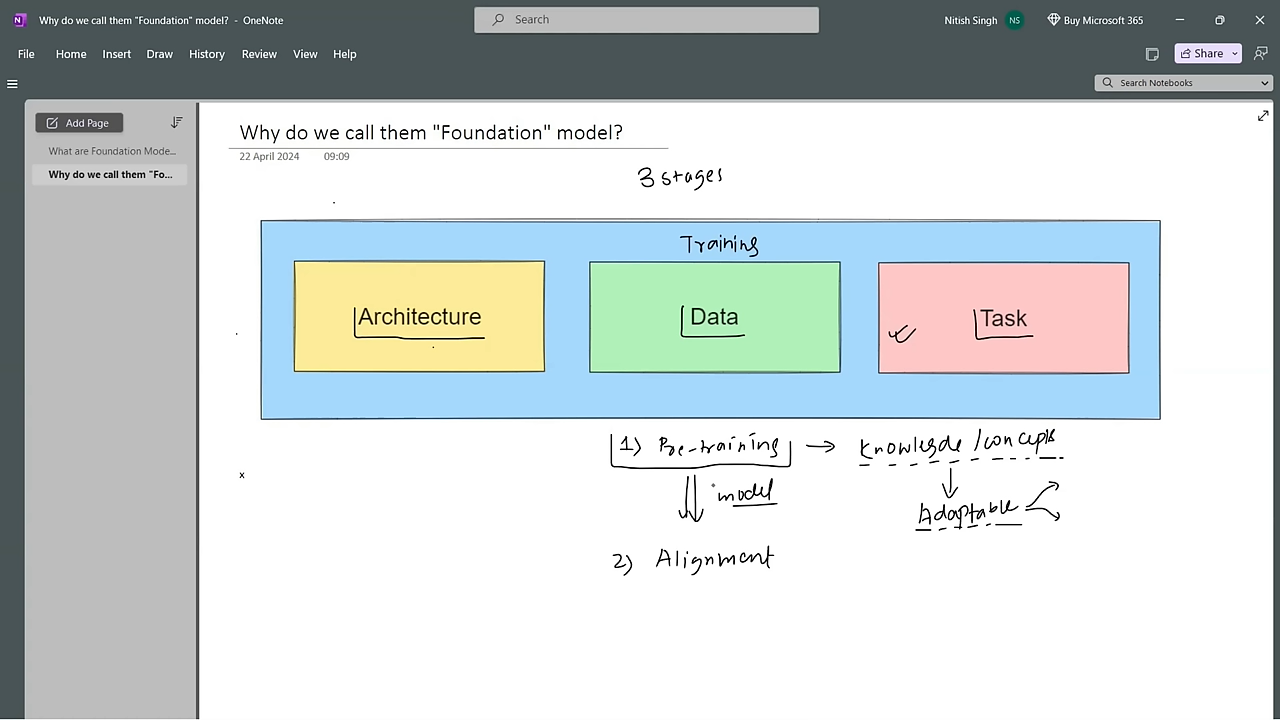 Why do we call them "Foundation" model? - OneNote
Search
Nitish Singh NS
Buy Microsoft 365
File Home Insert Draw History Review View Help
Share
Search Notebooks
Add Page
What are Foundation Mode...
Why do we call them "Fo...
Why do we call them "Foundation" model?
22 April 2024 09:09
3 stages
Training
Architecture
Data
Task
1) Pre-training → Knowlegde/concepts
model
Adaptable
2) Alignment
x